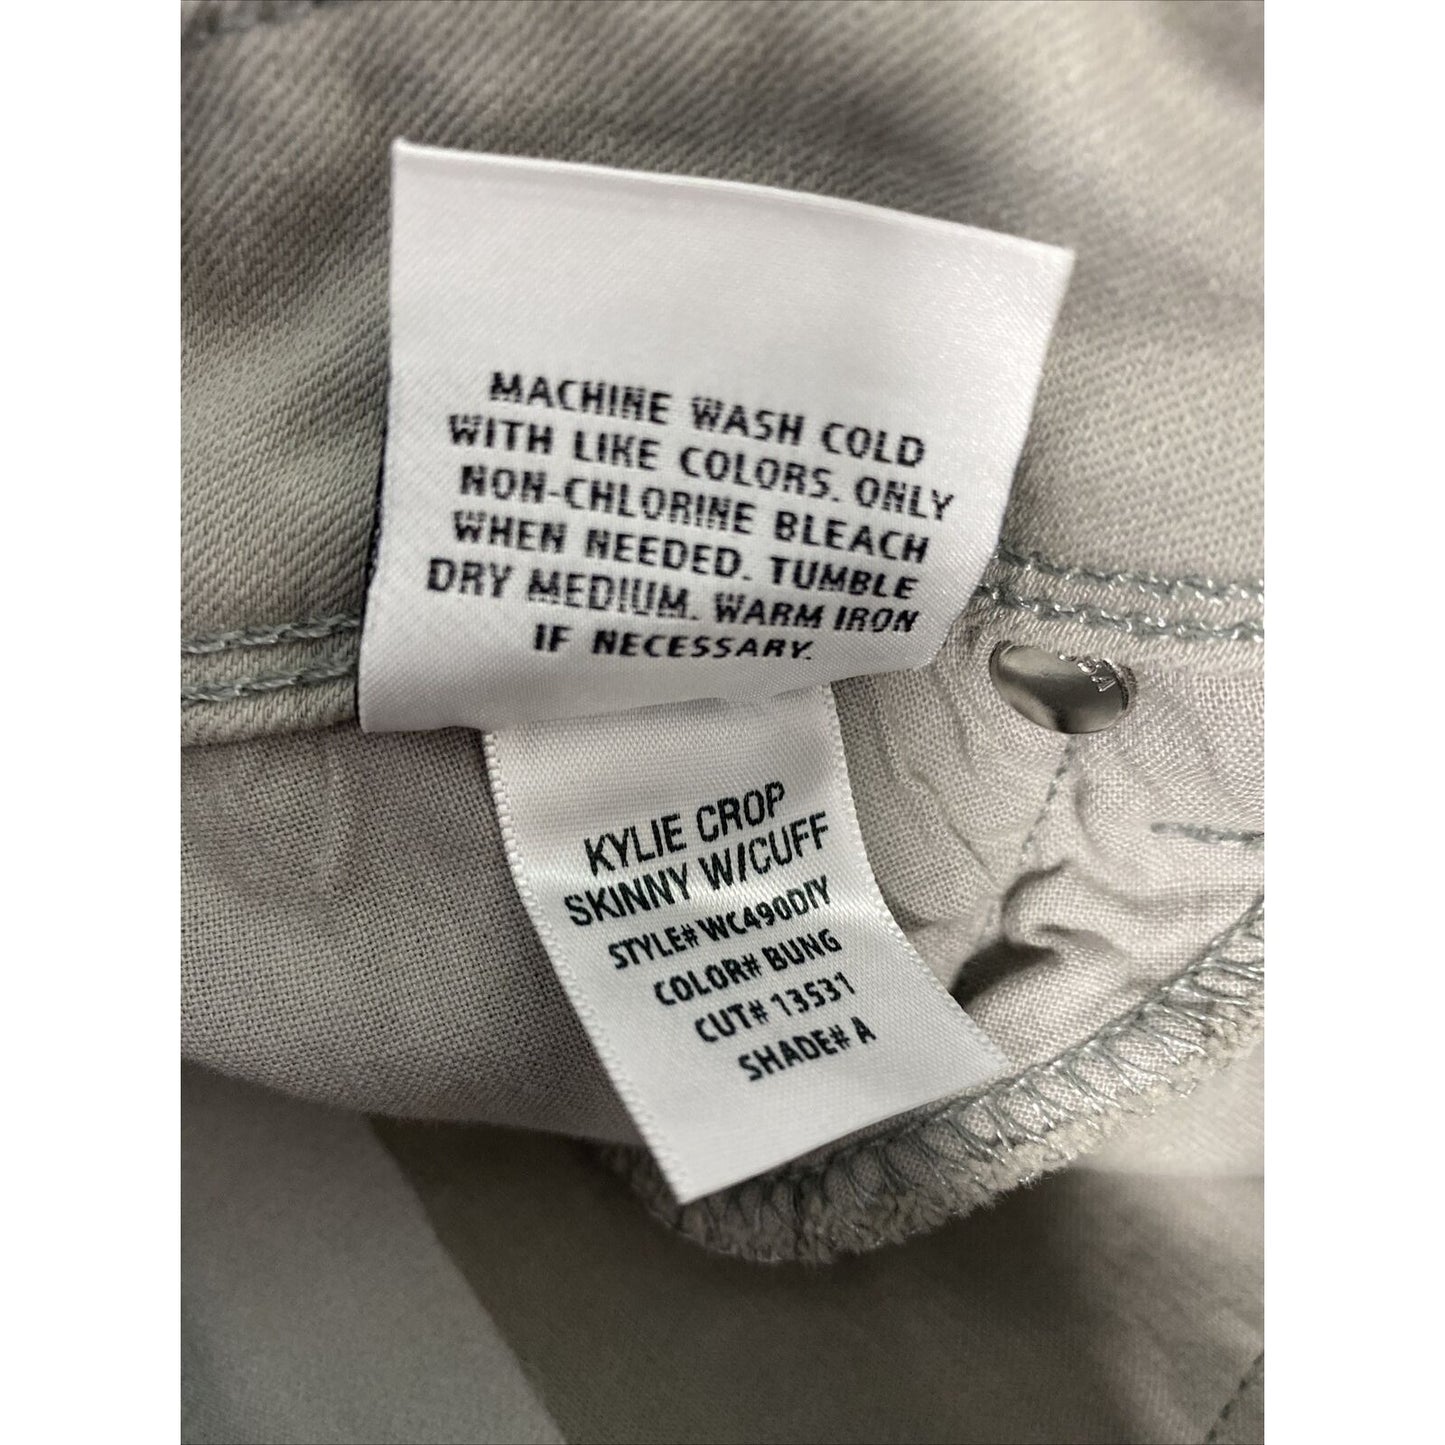 MACHINE WASH COLD
WITH LIKE COLORS. ONLY
NON-CHLORINE BLEACH
WHEN NEEDED. TUMBLE
DRY MEDIUM. WARM IRON
IF NECESSARY.
KYLIE CROP
SKINNY W/CUFF
STYLE# WC490DIY
COLOR# BUNG
CUT# 13531
SHADE# A